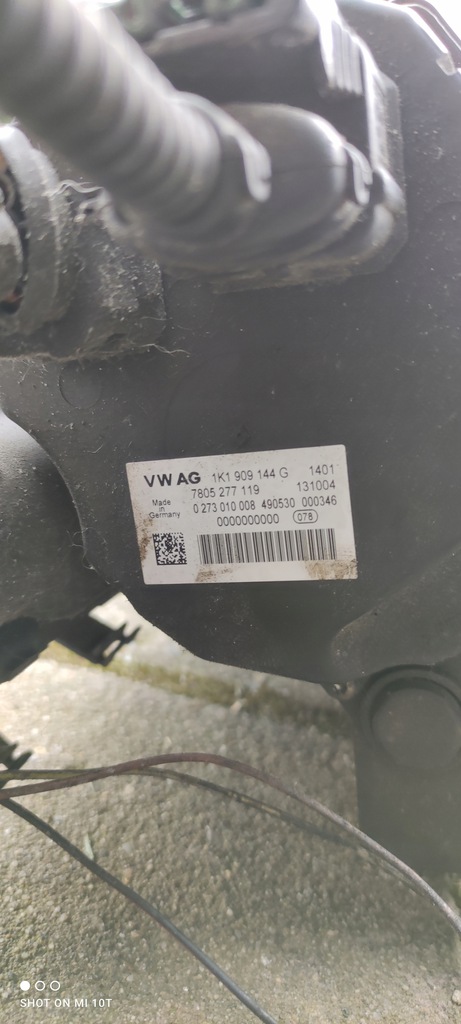 VW AG 1K1 909 144 G 1401
7805 277 119 131004
Made in Germany 0 273 010 008 490530 000346
0000000000 078
SHOT ON MI 10T